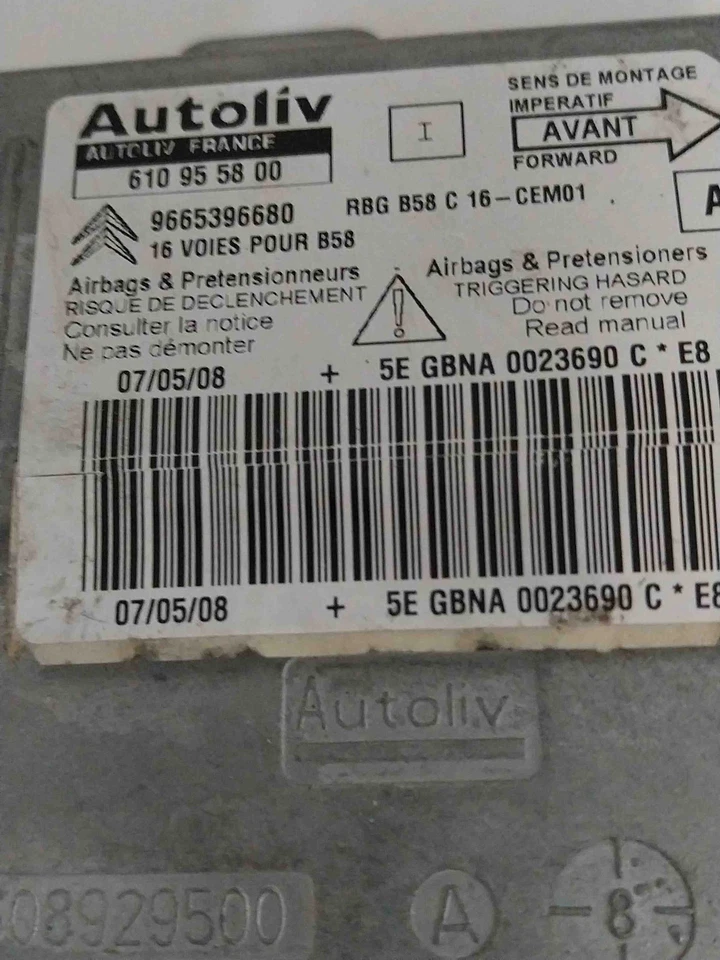 Autoliv
AUTOLIV FRANCE
610 95 58 00
I
SENS DE MONTAGE
IMPERATIF
AVANT
FORWARD
9665396680
RBG B58 C 16-CEM01
A
16 VOIES POUR B58
Airbags & Pretensionneurs
RISQUE DE DECLENCHEMENT
Consulter la notice
Ne pas démonter
Airbags & Pretensioners
TRIGGERING HASARD
Do not remove
Read manual
07/05/08 + 5E GBNA 0023690 C * E8
07/05/08 + 5E GBNA 0023690 C * E8
Autoliv
608929500
A
8